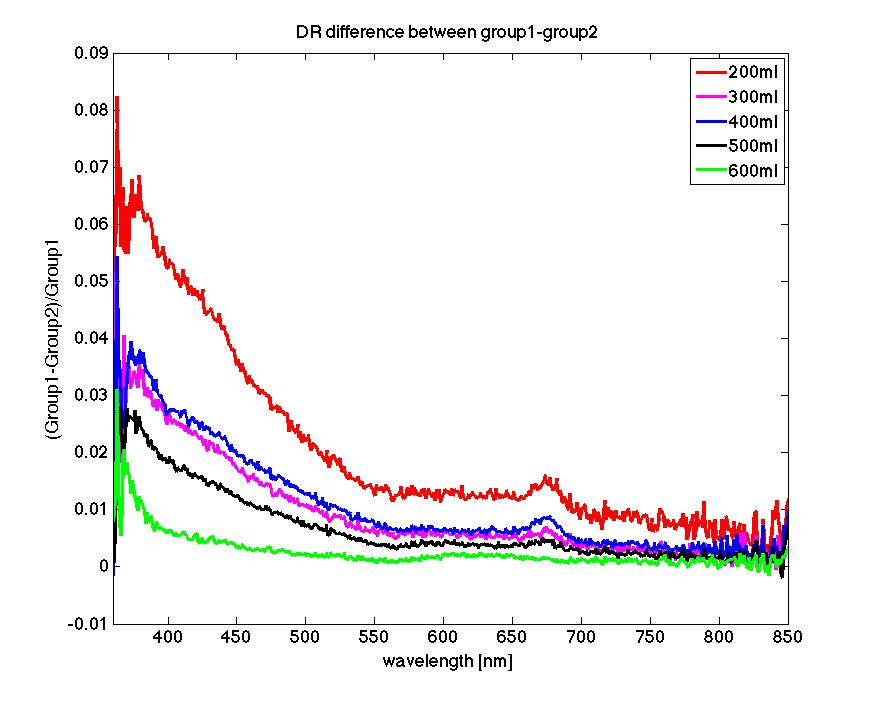 DR difference between group1-group2
0.09
0.08
0.07
0.06
0.05
0.04
0.03
0.02
0.01
0
-0.01
(Group1-Group2)/Group1
200ml
300ml
400ml
500ml
600ml
400 450 500 550 600 650 700 750 800 850
wavelength [nm]